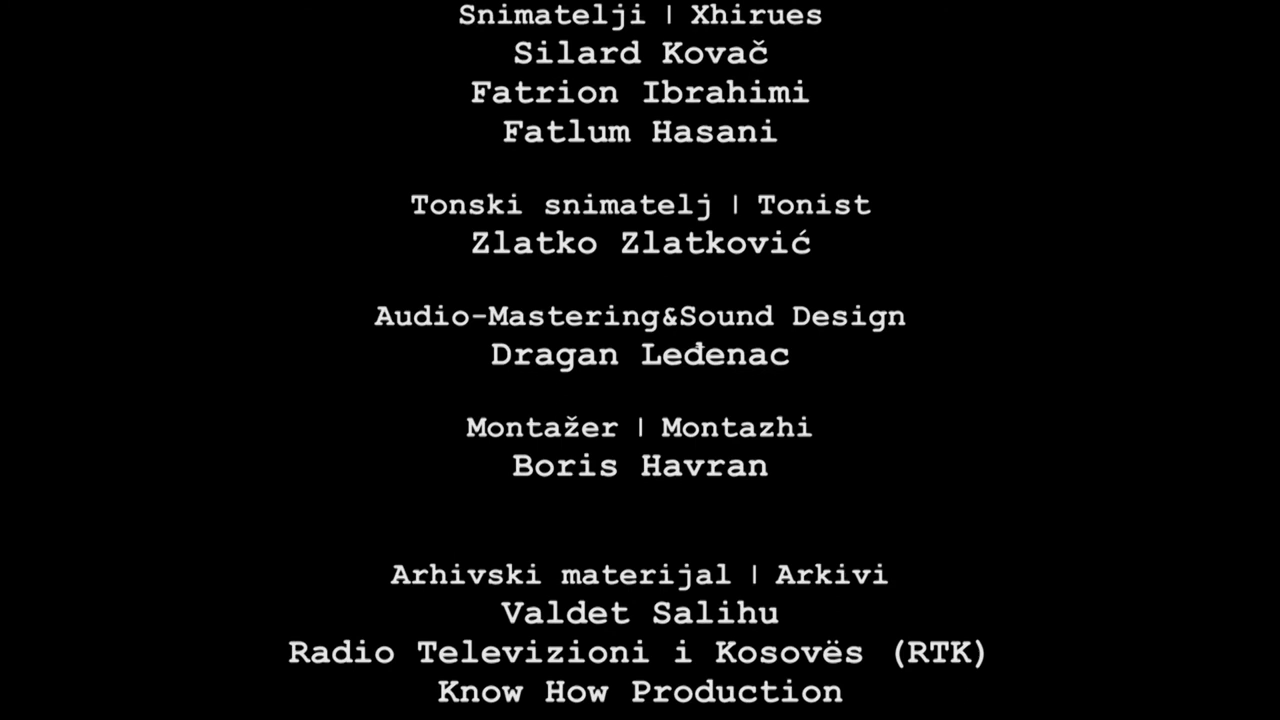 Snimatelji | Xhirues
Silard Kovač
Fatrion Ibrahimi
Fatlum Hasani
Tonski snimatelj | Tonist
Zlatko Zlatković
Audio-Mastering&Sound Design
Dragan Leđenac
Montažer | Montazhi
Boris Havran
Arhivski materijal | Arkivi
Valdet Salihu
Radio Televizioni i Kosovës (RTK)
Know How Production